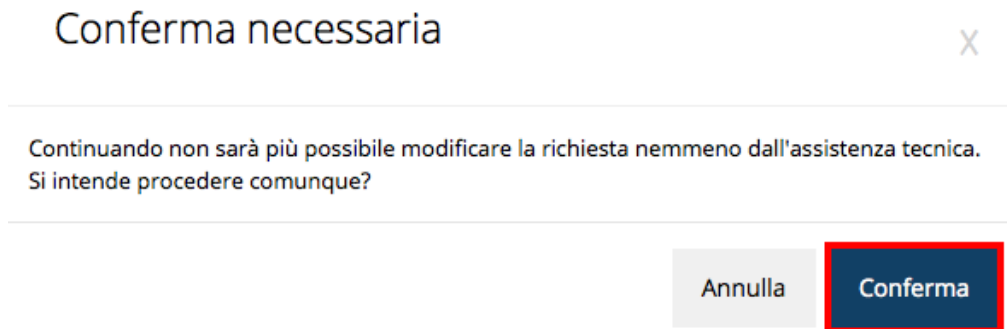 Conferma necessaria
X
Continuando non sarà più possibile modificare la richiesta nemmeno dall'assistenza tecnica.
Si intende procedere comunque?
Annulla
Conferma